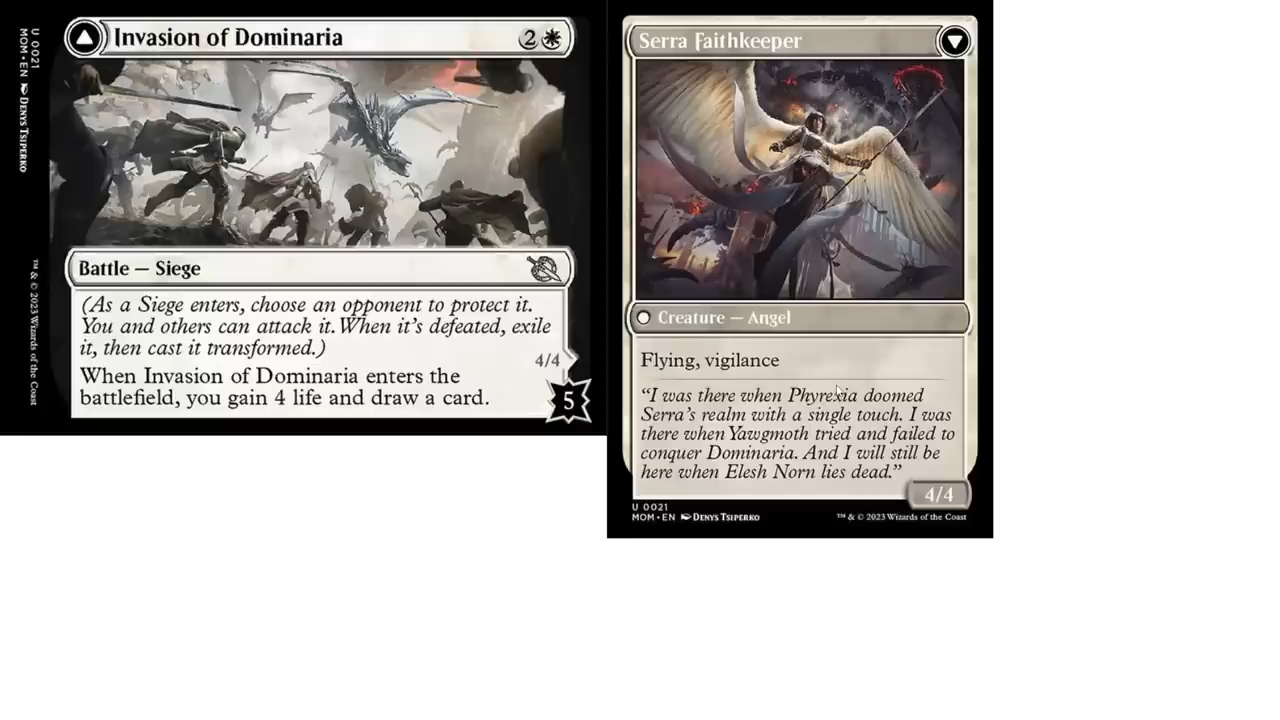 Invasion of Dominaria 2
Battle — Siege
(As a Siege enters, choose an opponent to protect it.
You and others can attack it. When it's defeated, exile
it, then cast it transformed.)
4/4
When Invasion of Dominaria enters the
battlefield, you gain 4 life and draw a card.
5
U 0021
MOM • EN DENYS TSIPERKO
™ & © 2023 Wizards of the Coast
Serra Faithkeeper
Creature — Angel
Flying, vigilance
“I was there when Phyrexia doomed
Serra's realm with a single touch. I was
there when Yawgmoth tried and failed to
conquer Dominaria. And I will still be
here when Elesh Norn lies dead.”
4/4
U 0021
MOM • EN DENYS TSIPERKO
™ & © 2023 Wizards of the Coast